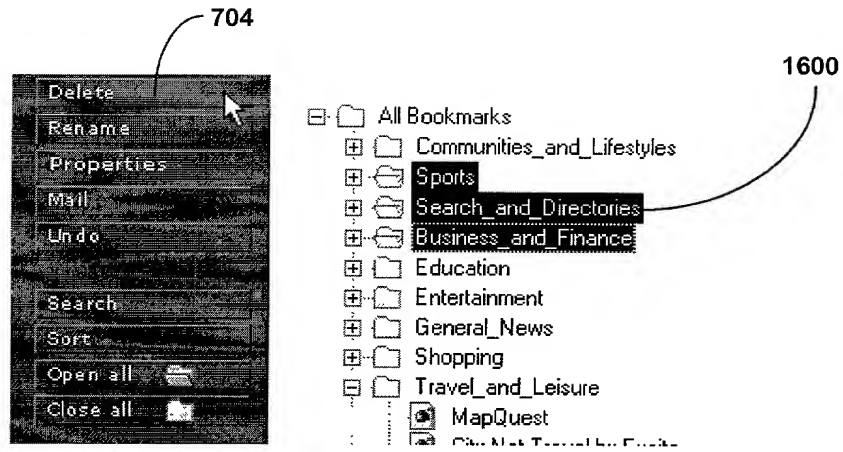 704
1600
Delete
Rename
Properties
Mail
Undo
Search
Sort
Open all
Close all
All Bookmarks
Communities_and_Lifestyles
Sports
Search_and_Directories
Business_and_Finance
Education
Entertainment
General_News
Shopping
Travel_and_Leisure
MapQuest